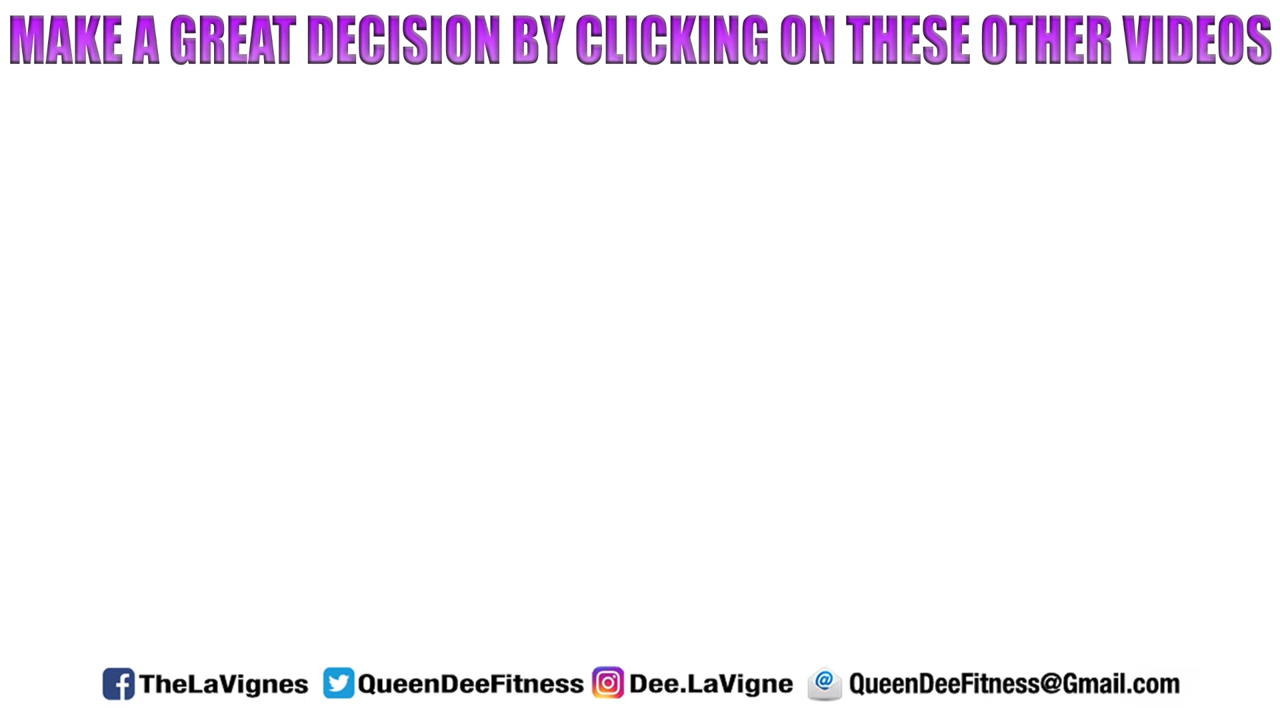 MAKE A GREAT DECISION BY CLICKING ON THESE OTHER VIDEOS
TheLaVignes QueenDeeFitness Dee.LaVigne QueenDeeFitness@Gmail.com